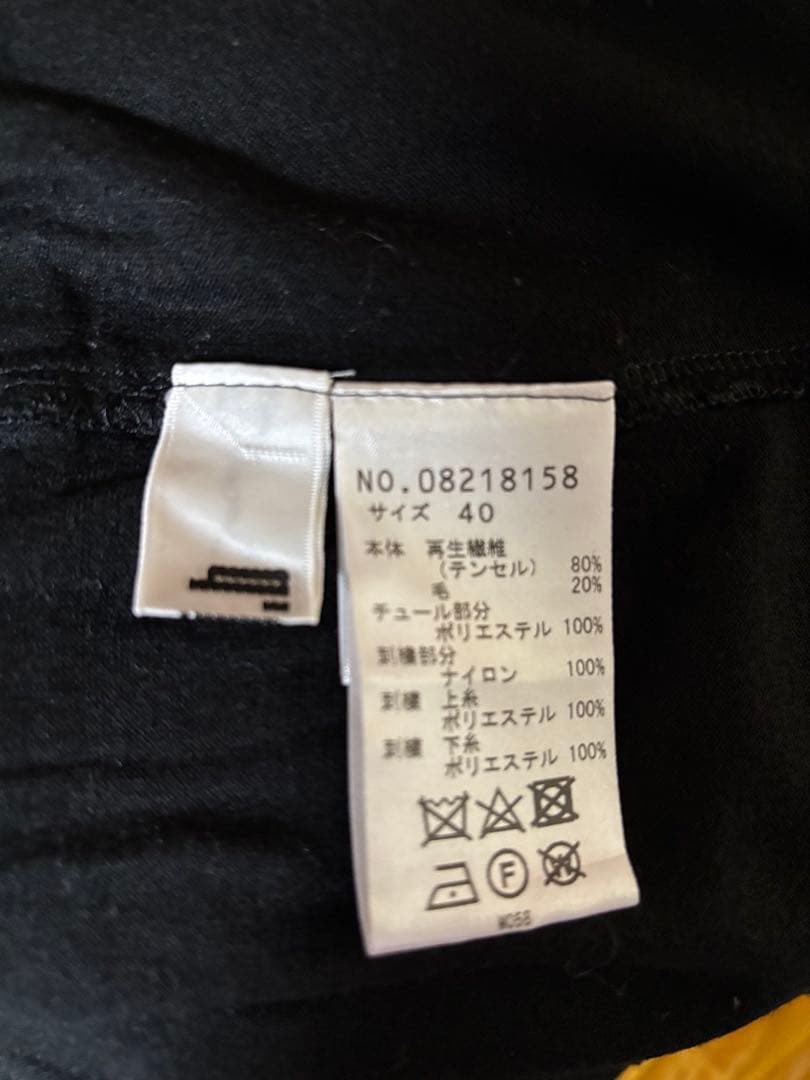 NO.08218158
サイズ 40
本体 再生繊維
(テンセル) 80%
毛 20%
チュール部分
ポリエステル 100%
刺繍部分
ナイロン 100%
刺繍 上糸
ポリエステル 100%
刺繍 下糸
ポリエステル 100%
F
W
W068